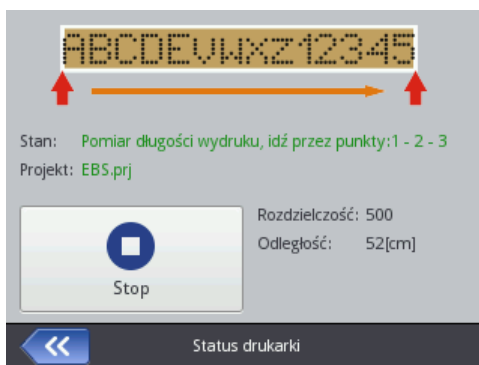 ABCDEVWXZ12345
Stan: Pomiar długości wydruku, idź przez punkty:1 - 2 - 3
Projekt: EBS.prj
Rozdzielczość: 500
Odległość: 52[cm]
Stop
Status drukarki